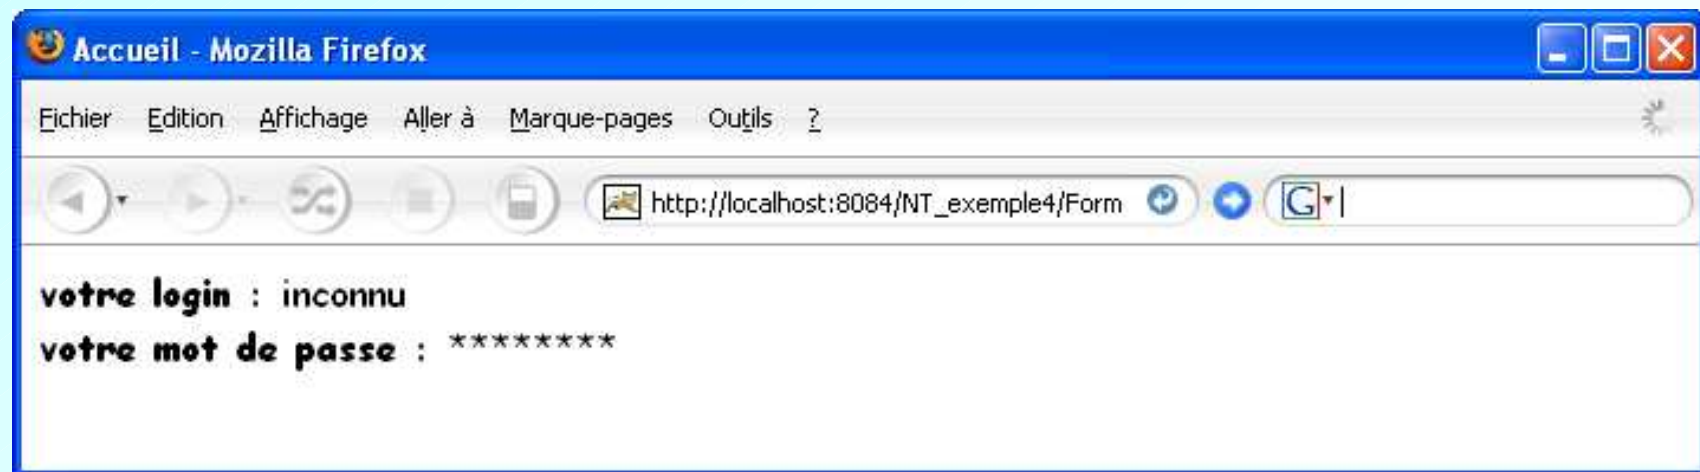 Accueil - Mozilla Firefox
Fichier Edition Affichage Aller à Marque-pages Outils ?
http://localhost:8084/NT_exemple4/Form G
votre login : inconnu
votre mot de passe : ********